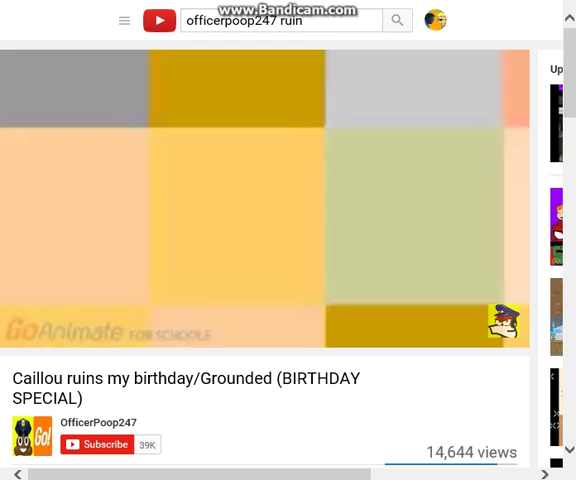 www.Bandicam.com
officerpoop247 ruin
Up
GoAnimate FOR SCHOOLS
Caillou ruins my birthday/Grounded (BIRTHDAY
SPECIAL)
GO!
OfficerPoop247
Subscribe 39K
14,644 views